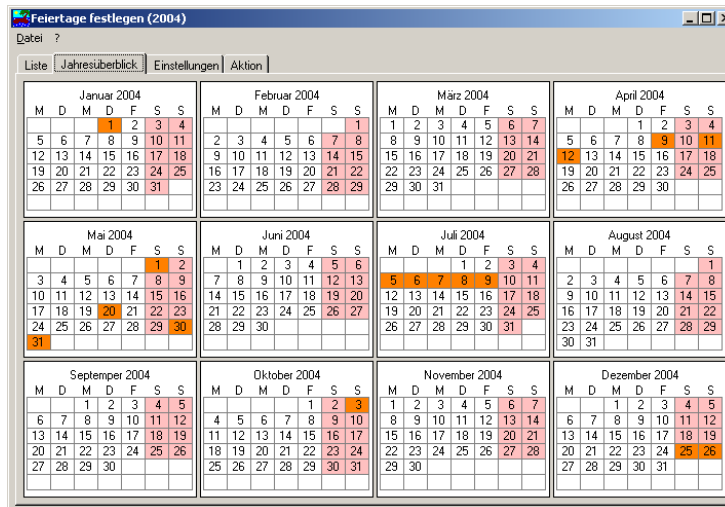 Feiertage festlegen (2004)
Datei ?
Liste Jahresüberblick Einstellungen Aktion
Januar 2004
M D M D F S S
1 2 3 4
5 6 7 8 9 10 11
12 13 14 15 16 17 18
19 20 21 22 23 24 25
26 27 28 29 30 31
Februar 2004
M D M D F S S
1
2 3 4 5 6 7 8
9 10 11 12 13 14 15
16 17 18 19 20 21 22
23 24 25 26 27 28 29
März 2004
M D M D F S S
1 2 3 4 5 6 7
8 9 10 11 12 13 14
15 16 17 18 19 20 21
22 23 24 25 26 27 28
29 30 31
April 2004
M D M D F S S
1 2 3 4
5 6 7 8 9 10 11
12 13 14 15 16 17 18
19 20 21 22 23 24 25
26 27 28 29 30
Mai 2004
M D M D F S S
1 2
3 4 5 6 7 8 9
10 11 12 13 14 15 16
17 18 19 20 21 22 23
24 25 26 27 28 29 30
31
Juni 2004
M D M D F S S
1 2 3 4 5 6
7 8 9 10 11 12 13
14 15 16 17 18 19 20
21 22 23 24 25 26 27
28 29 30
Juli 2004
M D M D F S S
1 2 3 4
5 6 7 8 9 10 11
12 13 14 15 16 17 18
19 20 21 22 23 24 25
26 27 28 29 30 31
August 2004
M D M D F S S
1
2 3 4 5 6 7 8
9 10 11 12 13 14 15
16 17 18 19 20 21 22
23 24 25 26 27 28 29
30 31
Septemper 2004
M D M D F S S
1 2 3 4 5
6 7 8 9 10 11 12
13 14 15 16 17 18 19
20 21 22 23 24 25 26
27 28 29 30
Oktober 2004
M D M D F S S
1 2 3
4 5 6 7 8 9 10
11 12 13 14 15 16 17
18 19 20 21 22 23 24
25 26 27 28 29 30 31
November 2004
M D M D F S S
1 2 3 4 5 6 7
8 9 10 11 12 13 14
15 16 17 18 19 20 21
22 23 24 25 26 27 28
29 30
Dezember 2004
M D M D F S S
1 2 3 4 5
6 7 8 9 10 11 12
13 14 15 16 17 18 19
20 21 22 23 24 25 26
27 28 29 30 31